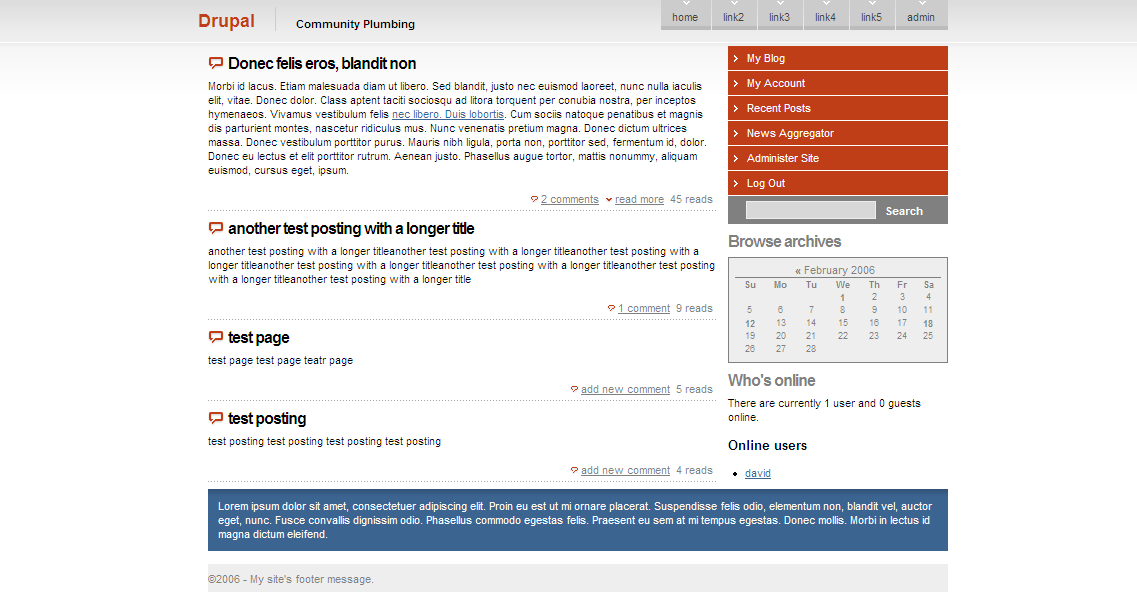 Drupal
Community Plumbing
home link2 link3 link4 link5 admin
Donec felis eros, blandit non
Morbi id lacus. Etiam malesuada diam ut libero. Sed blandit, justo nec euismod laoreet, nunc nulla iaculis
elit, vitae. Donec dolor. Class aptent taciti sociosqu ad litora torquent per conubia nostra, per inceptos
hymenaeos. Vivamus vestibulum felis nec libero. Duis lobortis. Cum sociis natoque penatibus et magnis
dis parturient montes, nascetur ridiculus mus. Nunc venenatis pretium magna. Donec dictum ultrices
massa. Donec vestibulum porttitor purus. Mauris nibh ligula, porta non, porttitor sed, fermentum id, dolor.
Donec eu lectus et elit porttitor rutrum. Aenean justo. Phasellus augue tortor, mattis nonummy, aliquam
euismod, cursus eget, ipsum.
2 comments read more 45 reads
another test posting with a longer title
another test posting with a longer titleanother test posting with a longer titleanother test posting with a
longer titleanother test posting with a longer titleanother test posting with a longer titleanother test posting
with a longer titleanother test posting with a longer title
1 comment 9 reads
test page
test page test page teatr page
add new comment 5 reads
test posting
test posting test posting test posting test posting
add new comment 4 reads
My Blog
My Account
Recent Posts
News Aggregator
Administer Site
Log Out
Search
Browse archives
« February 2006
Su Mo Tu We Th Fr Sa
1 2 3 4
5 6 7 8 9 10 11
12 13 14 15 16 17 18
19 20 21 22 23 24 25
26 27 28
Who's online
There are currently 1 user and 0 guests
online.
Online users
david
Lorem ipsum dolor sit amet, consectetuer adipiscing elit. Proin eu est ut mi ornare placerat. Suspendisse felis odio, elementum non, blandit vel, auctor
eget, nunc. Fusce convallis dignissim odio. Phasellus commodo egestas felis. Praesent eu sem at mi tempus egestas. Donec mollis. Morbi in lectus id
magna dictum eleifend.
©2006 - My site's footer message.